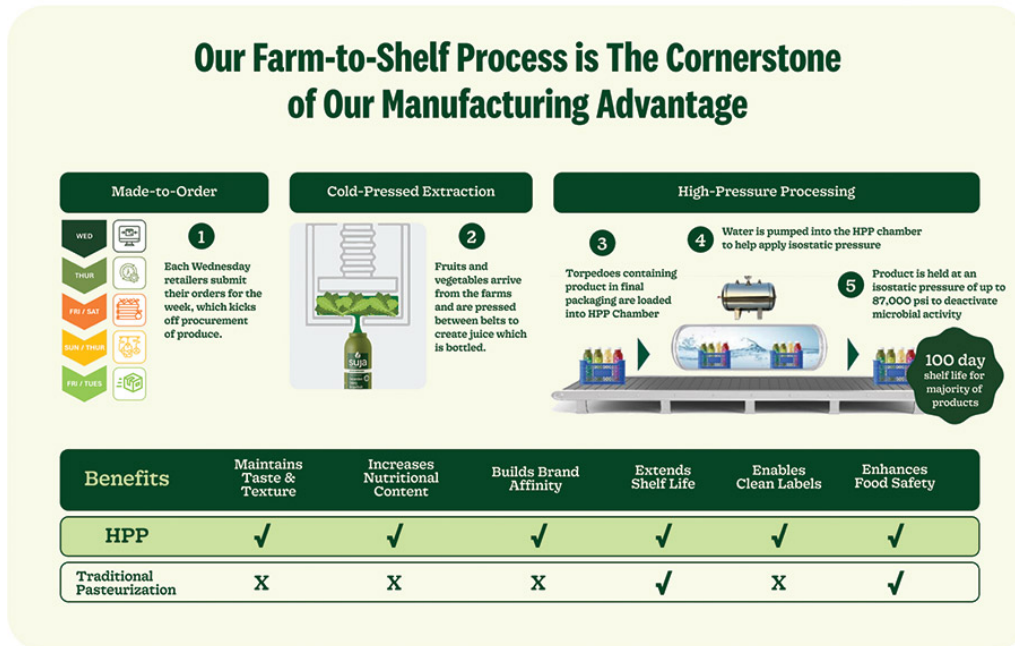 Our Farm-to-Shelf Process is The Cornerstone
of Our Manufacturing Advantage
Made-to-Order
WED
THUR
FRI / SAT
SUN / THUR
FRI / TUES
1
Each Wednesday
retailers submit
their orders for the
week, which kicks
off procurement
of produce.
Cold-Pressed Extraction
suja
2
Fruits and
vegetables arrive
from the farms
and are pressed
between belts to
create juice which
is bottled.
High-Pressure Processing
3
Torpedoes containing
product in final
packaging are loaded
into HPP Chamber
4
Water is pumped into the HPP chamber
to help apply isostatic pressure
5
Product is held at an
isostatic pressure of up to
87,000 psi to deactivate
microbial activity
100 day
shelf life for
majority of
products
Benefits
Maintains
Taste &
Texture
Increases
Nutritional
Content
Builds Brand
Affinity
Extends
Shelf Life
Enables
Clean Labels
Enhances
Food Safety
HPP
√ √ √ √ √ √
Traditional
Pasteurization
X X X √ X √